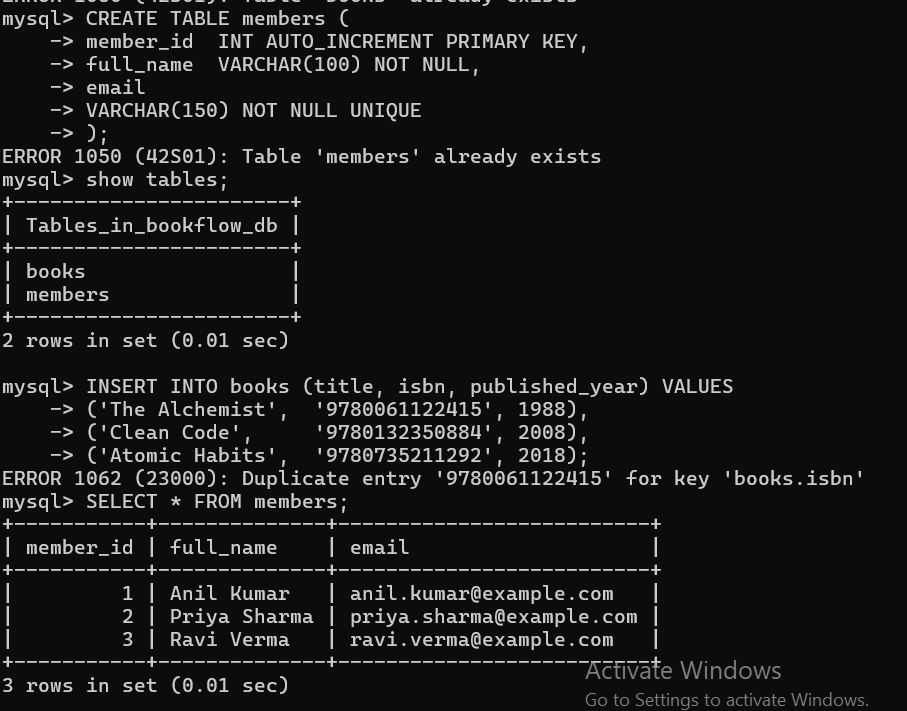 mysql> CREATE TABLE members (
    -> member_id  INT AUTO_INCREMENT PRIMARY KEY,
    -> full_name  VARCHAR(100) NOT NULL,
    -> email
    -> VARCHAR(150) NOT NULL UNIQUE
    -> );
ERROR 1050 (42S01): Table 'members' already exists
mysql> show tables;
+-----------------------+
| Tables_in_bookflow_db |
+-----------------------+
| books                 |
| members               |
+-----------------------+
2 rows in set (0.01 sec)

mysql> INSERT INTO books (title, isbn, published_year) VALUES
    -> ('The Alchemist',  '9780061122415', 1988),
    -> ('Clean Code',     '9780132350884', 2008),
    -> ('Atomic Habits',  '9780735211292', 2018);
ERROR 1062 (23000): Duplicate entry '9780061122415' for key 'books.isbn'
mysql> SELECT * FROM members;
+-----------+--------------+--------------------------+
| member_id | full_name    | email                    |
+-----------+--------------+--------------------------+
|         1 | Anil Kumar   | anil.kumar@example.com   |
|         2 | Priya Sharma | priya.sharma@example.com |
|         3 | Ravi Verma   | ravi.verma@example.com   |
+-----------+--------------+--------------------------+
3 rows in set (0.01 sec)
Activate Windows
Go to Settings to activate Windows.